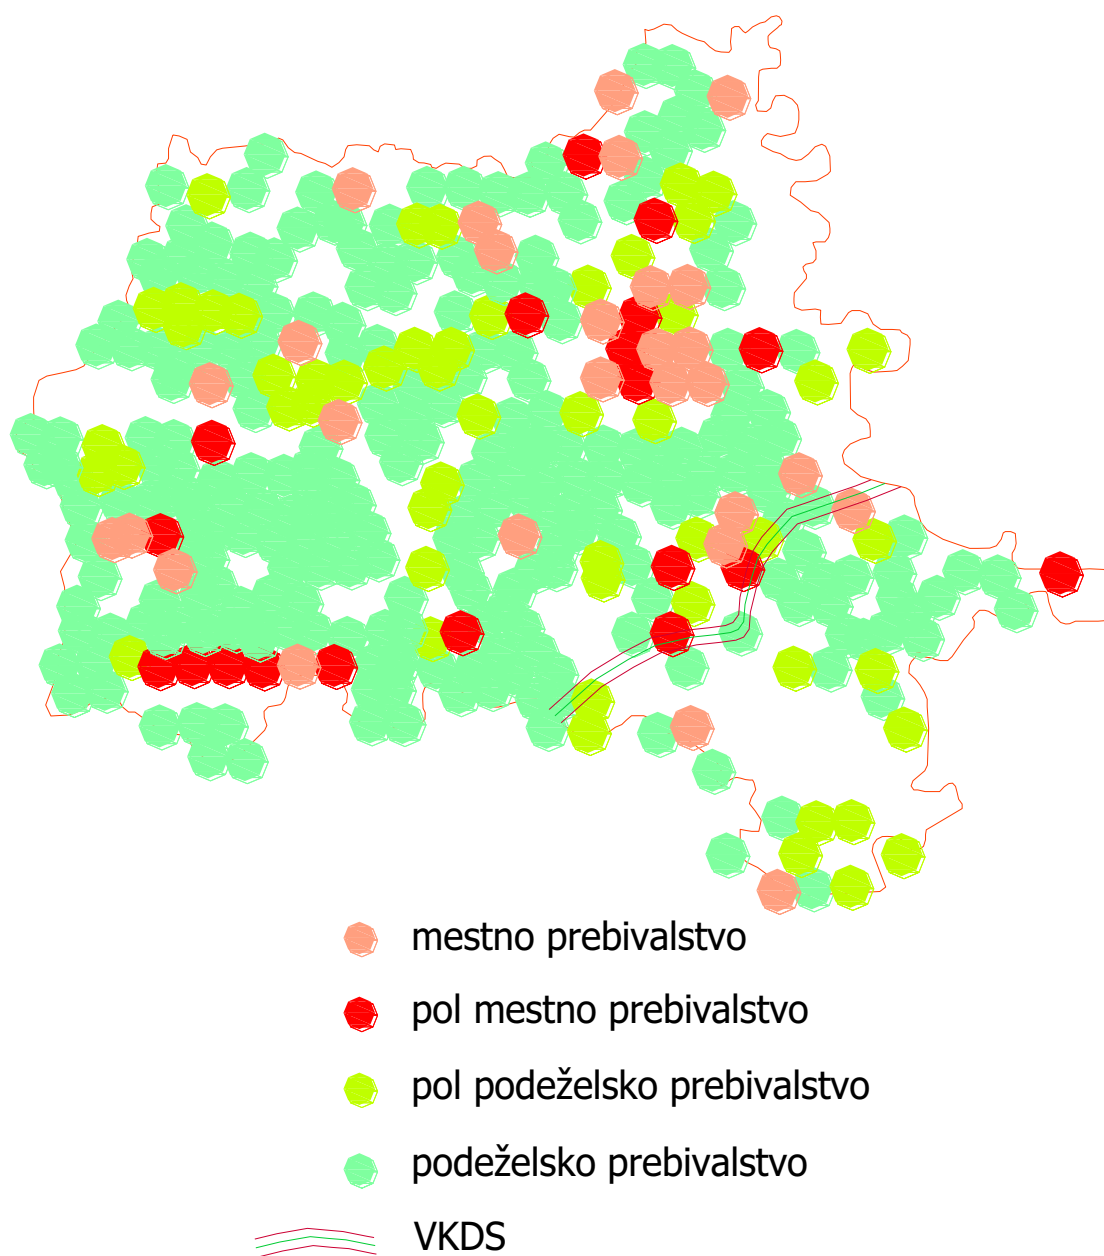 mestno prebivalstvo
pol mestno prebivalstvo
pol podeželsko prebivalstvo
podeželsko prebivalstvo
VKDS